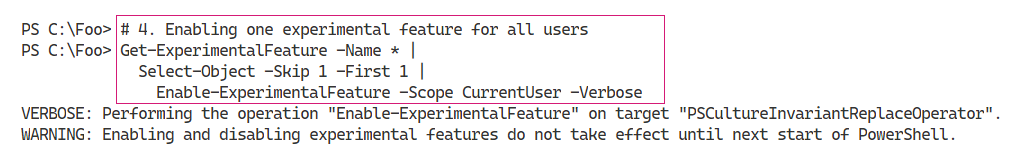 PS C:\Foo> # 4. Enabling one experimental feature for all users
PS C:\Foo> Get-ExperimentalFeature -Name * |
Select-Object -Skip 1 -First 1 |
Enable-ExperimentalFeature -Scope CurrentUser -Verbose
VERBOSE: Performing the operation "Enable-ExperimentalFeature" on target "PSCultureInvariantReplaceOperator".
WARNING: Enabling and disabling experimental features do not take effect until next start of PowerShell.